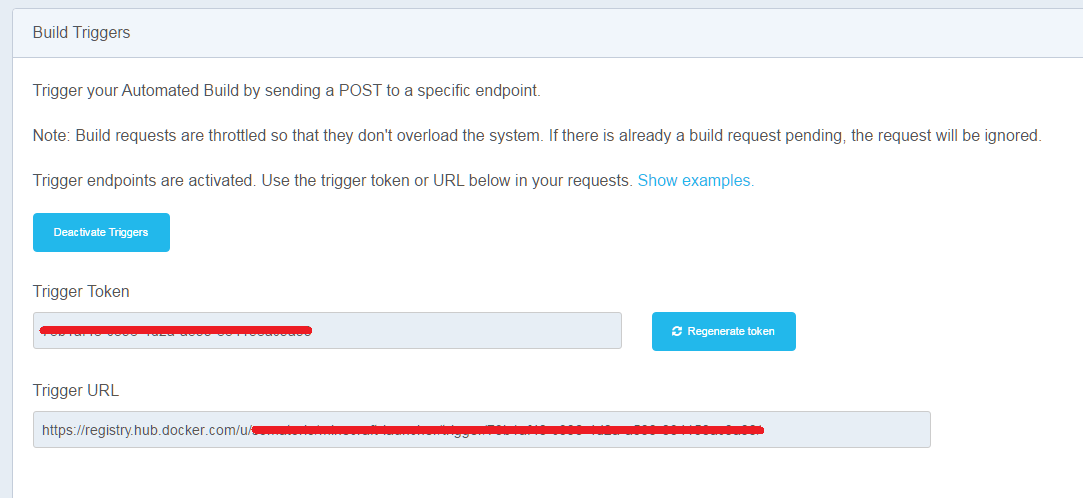 Build Triggers
Trigger your Automated Build by sending a POST to a specific endpoint.
Note: Build requests are throttled so that they don't overload the system. If there is already a build request pending, the request will be ignored.
Trigger endpoints are activated. Use the trigger token or URL below in your requests. Show examples.
Deactivate Triggers
Trigger Token
Regenerate token
Trigger URL
https://registry.hub.docker.com/u/